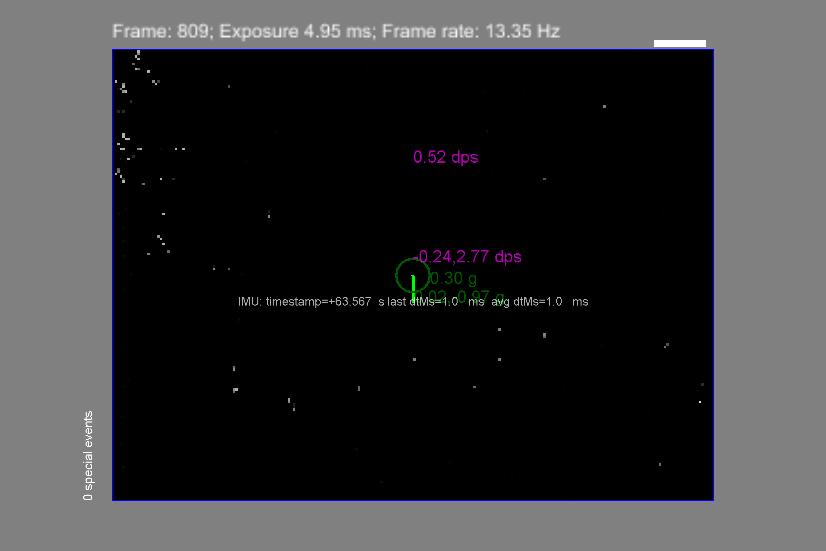 Frame: 809; Exposure 4.95 ms; Frame rate: 13.35 Hz
0.52 dps
-0.24,2.77 dps
0.30 g
0.02,-0.97 g
IMU: timestamp=+63.567 s last dtMs=1.0 ms avg dtMs=1.0 ms
0 special events